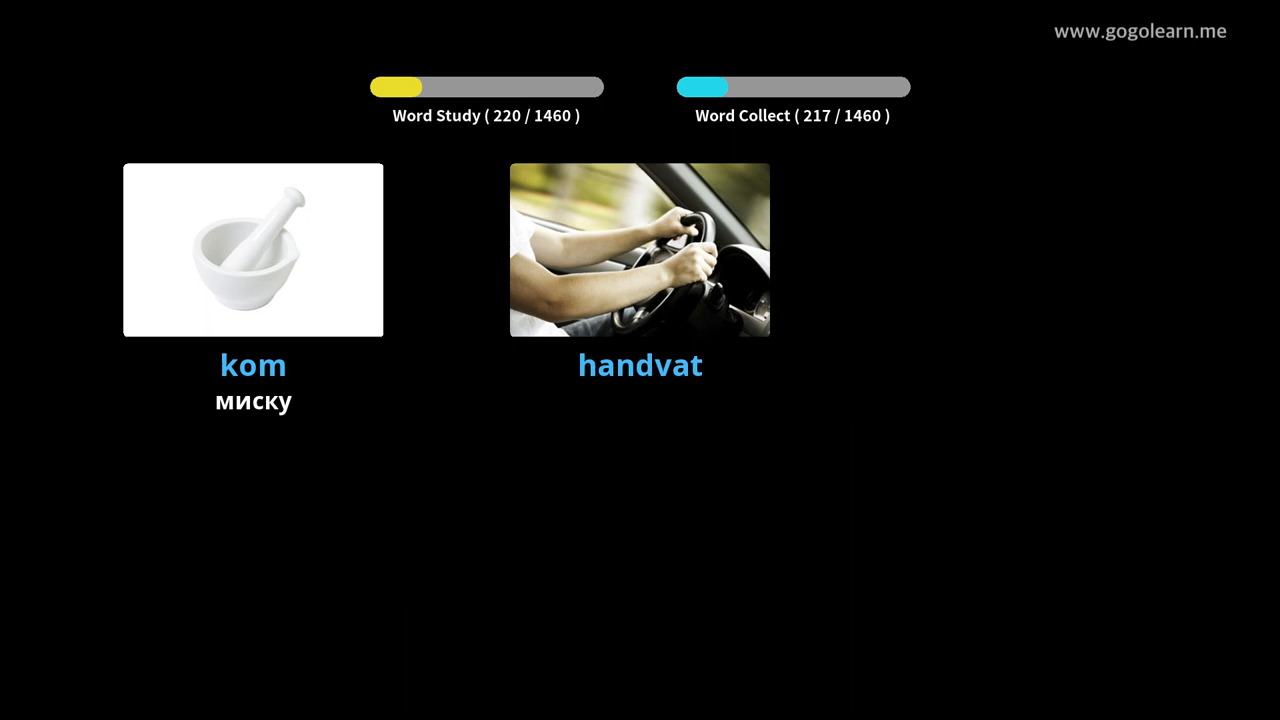 www.gogolearn.me
Word Study ( 220 / 1460 )
Word Collect ( 217 / 1460 )
kom
миску
handvat